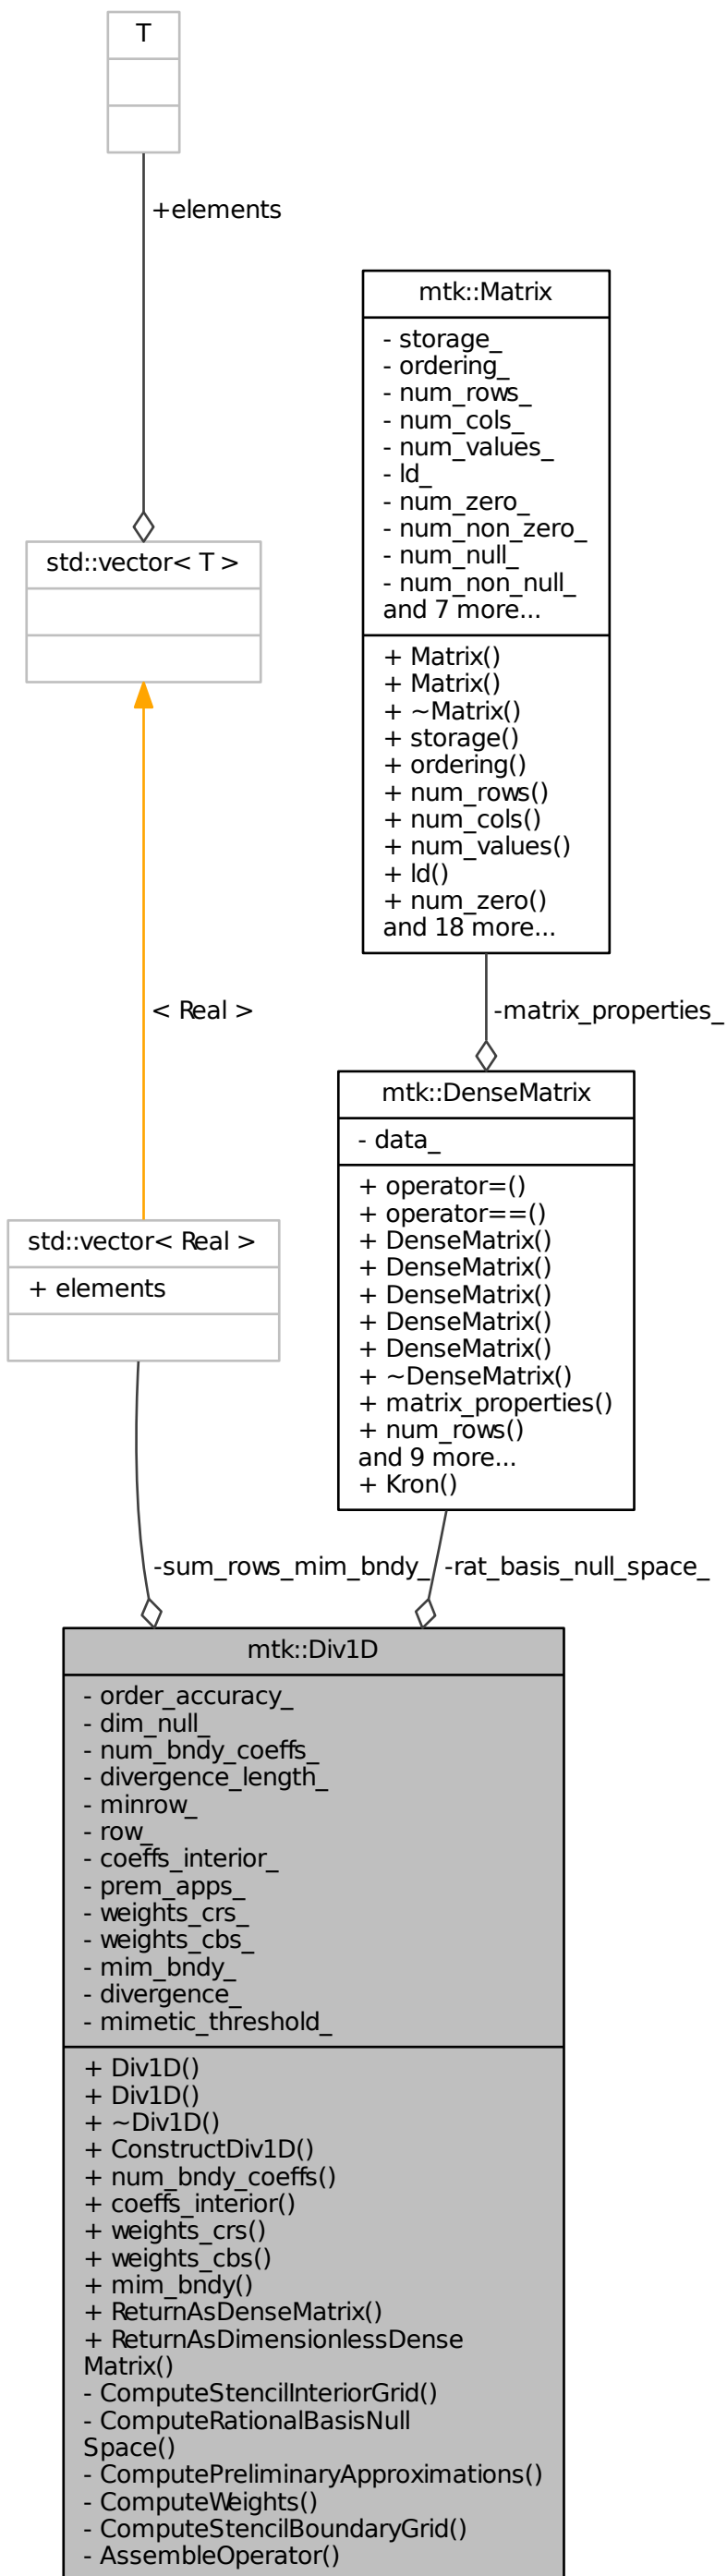 T
+elements
mtk::Matrix
- storage_
- ordering_
- num_rows_
- num_cols_
- num_values_
- ld_
- num_zero_
- num_non_zero_
- num_null_
- num_non_null_
and 7 more...
+ Matrix()
+ Matrix()
+ ~Matrix()
+ storage()
+ ordering()
+ num_rows()
+ num_cols()
+ num_values()
+ ld()
+ num_zero()
and 18 more...
std::vector< T >
< Real >
-matrix_properties_
mtk::DenseMatrix
- data_
+ operator=()
+ operator==()
+ DenseMatrix()
+ DenseMatrix()
+ DenseMatrix()
+ DenseMatrix()
+ DenseMatrix()
+ ~DenseMatrix()
+ matrix_properties()
+ num_rows()
and 9 more...
+ Kron()
std::vector< Real >
+ elements
-sum_rows_mim_bndy_
-rat_basis_null_space_
mtk::Div1D
- order_accuracy_
- dim_null_
- num_bndy_coeffs_
- divergence_length_
- minrow_
- row_
- coeffs_interior_
- prem_apps_
- weights_crs_
- weights_cbs_
- mim_bndy_
- divergence_
- mimetic_threshold_
+ Div1D()
+ Div1D()
+ ~Div1D()
+ ConstructDiv1D()
+ num_bndy_coeffs()
+ coeffs_interior()
+ weights_crs()
+ weights_cbs()
+ mim_bndy()
+ ReturnAsDenseMatrix()
+ ReturnAsDimensionlessDense
Matrix()
- ComputeStencilInteriorGrid()
- ComputeRationalBasisNull
Space()
- ComputePreliminaryApproximations()
- ComputeWeights()
- ComputeStencilBoundaryGrid()
- AssembleOperator()